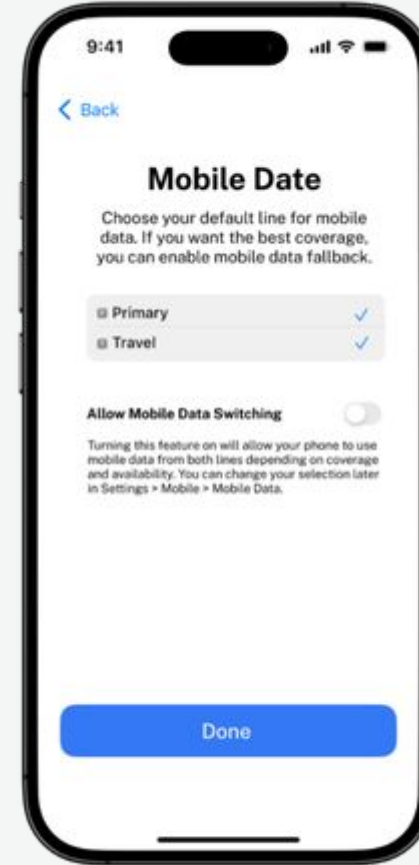 9:41
Back
Mobile Date
Choose your default line for mobile
data. If you want the best coverage,
you can enable mobile data fallback.
Primary
Travel
Allow Mobile Data Switching
Turning this feature on will allow your phone to use
mobile data from both lines depending on coverage
and availability. You can change your selection later
in Settings > Mobile > Mobile Data.
Done